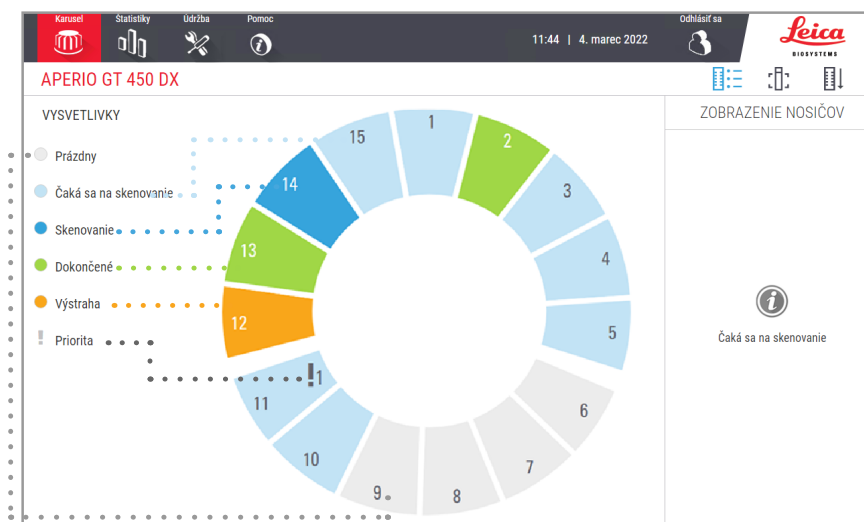 Karusel Štatistiky Údržba Pomoc
11:44 | 4. marec 2022
Odhlásiť sa
Leica
BIOSYSTEMS
APERIO GT 450 DX
VYSVETLIVKY
ZOBRAZENIE NOSIČOV
Prázdny
Čaká sa na skenovanie
Skenovanie
Dokončené
Výstraha
! Priorita
1
2
3
4
5
6
7
8
9
10
11
!1
12
13
14
15
Čaká sa na skenovanie